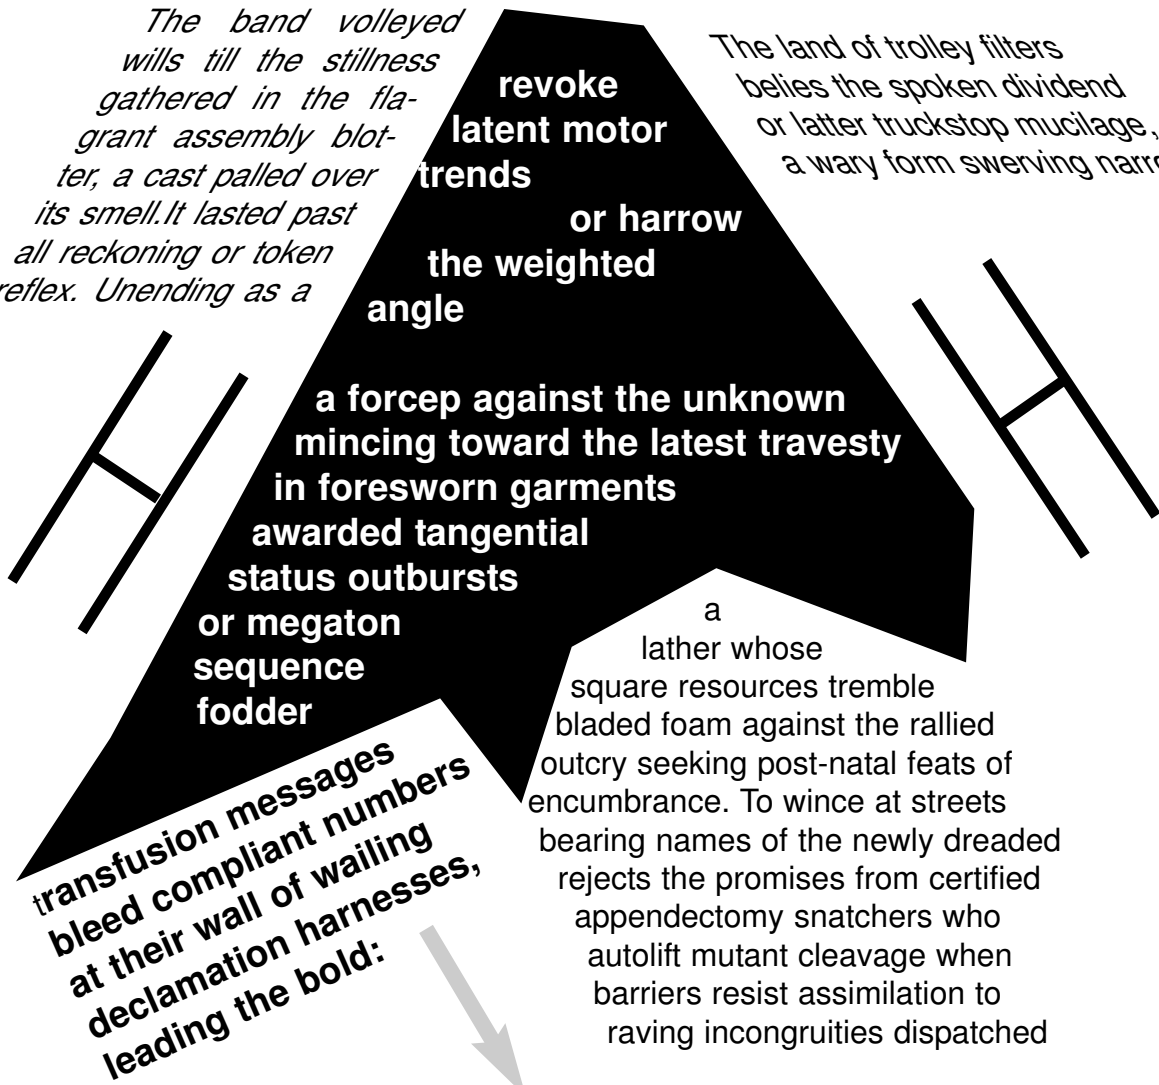 The band volleyed
wills till the stillness
gathered in the fla-
grant assembly blot-
ter, a cast palled over
its smell.It lasted past
all reckoning or token
reflex. Unending as a
The land of trolley filters
belies the spoken dividend
or latter truckstop mucilage,
a wary form swerving
revoke
latent motor
trends
or harrow
the weighted
angle
a forcep against the unknown
mincing toward the latest travesty
in foresworn garments
awarded tangential
status outbursts
or megaton
sequence
fodder
transfusion messages
bleed compliant numbers
at their wall of wailing
declamation harnesses,
leading the bold:
a
lather whose
square resources tremble
bladed foam against the rallied
outcry seeking post-natal feats of
encumbrance. To wince at streets
bearing names of the newly dreaded
rejects the promises from certified
appendectomy snatchers who
autolift mutant cleavage when
barriers resist assimilation to
raving incongruities dispatched